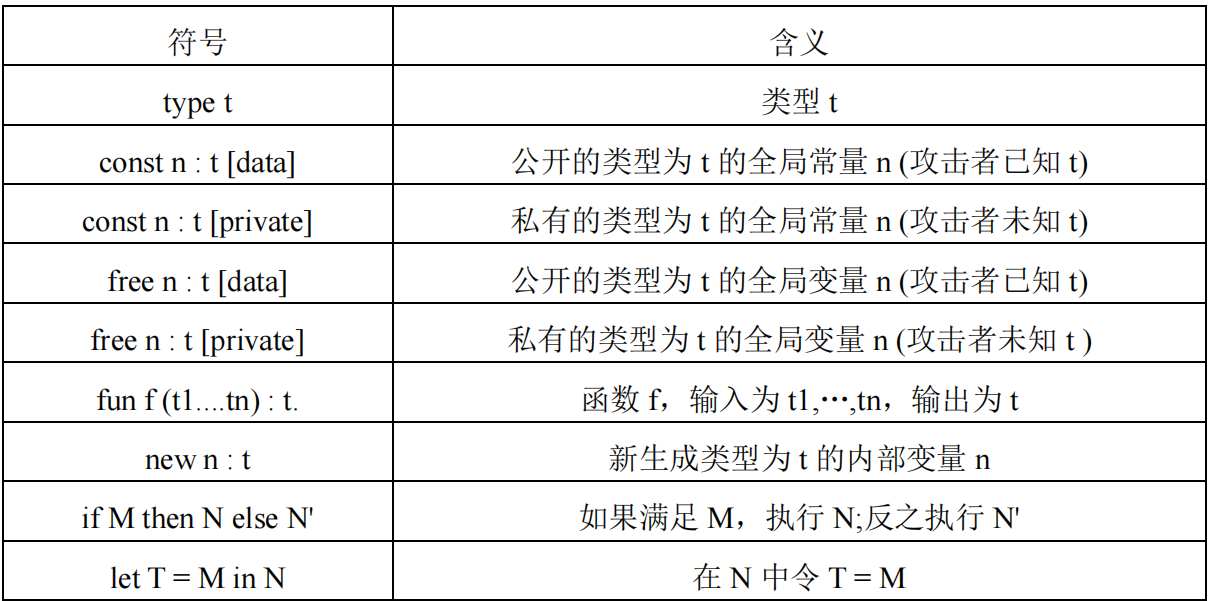 符号 含义
type t 类型 t
const n : t [data] 公开的类型为 t 的全局常量 n (攻击者已知 t)
const n : t [private] 私有的类型为 t 的全局常量 n (攻击者未知 t)
free n : t [data] 公开的类型为 t 的全局变量 n (攻击者已知 t)
free n : t [private] 私有的类型为 t 的全局变量 n (攻击者未知 t )
fun f (t1....tn) : t. 函数 f，输入为 t1,⋯,tn，输出为 t
new n : t 新生成类型为 t 的内部变量 n
if M then N else N' 如果满足 M，执行 N;反之执行 N'
let T = M in N 在 N 中令 T = M